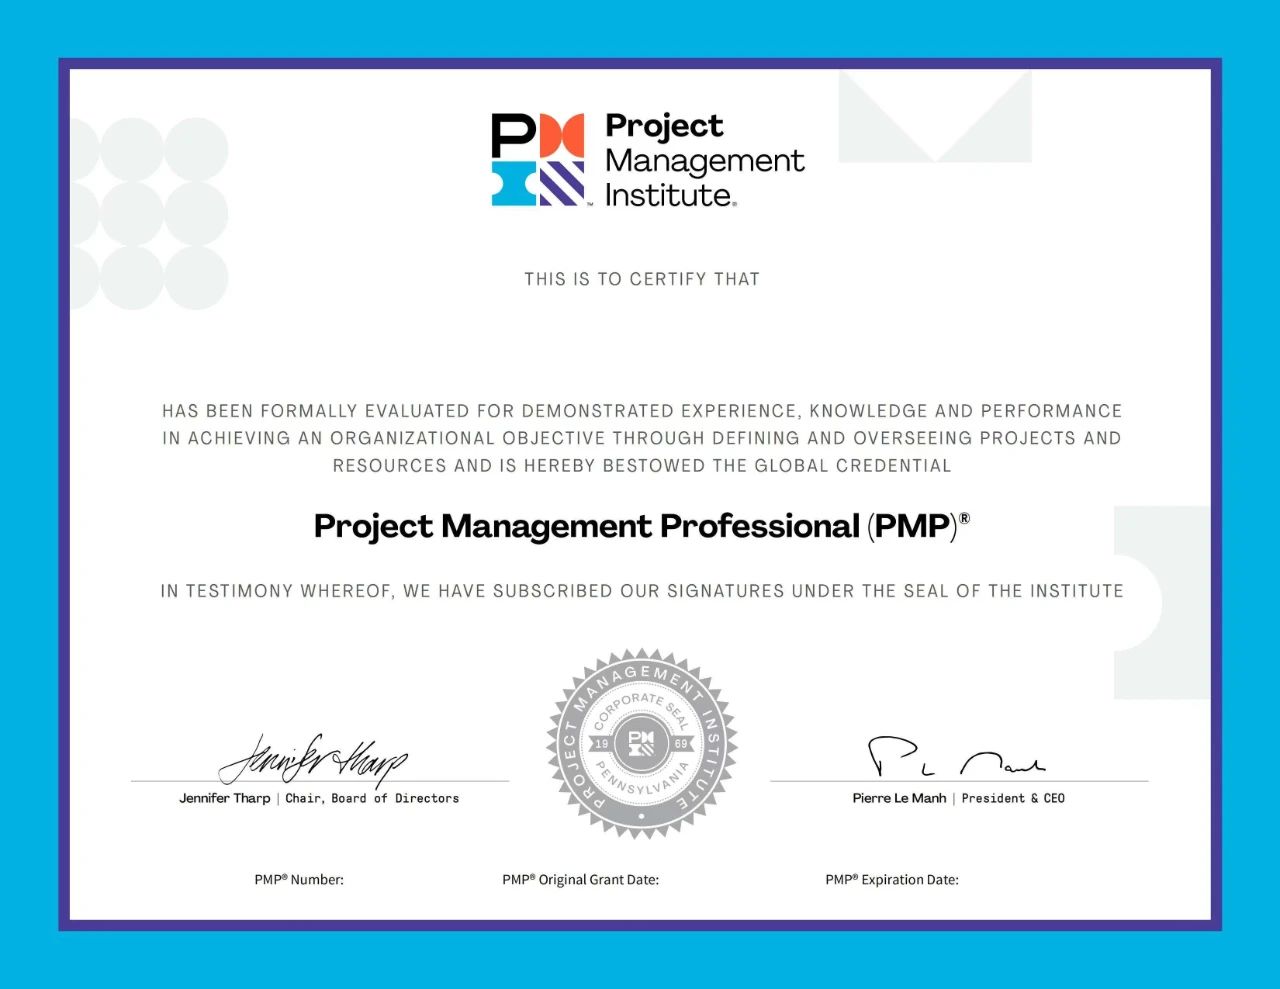 PM
Project
Management
Institute®
™
THIS IS TO CERTIFY THAT
HAS BEEN FORMALLY EVALUATED FOR DEMONSTRATED EXPERIENCE, KNOWLEDGE AND PERFORMANCE
IN ACHIEVING AN ORGANIZATIONAL OBJECTIVE THROUGH DEFINING AND OVERSEEING PROJECTS AND
RESOURCES AND IS HEREBY BESTOWED THE GLOBAL CREDENTIAL
Project Management Professional (PMP)®
IN TESTIMONY WHEREOF, WE HAVE SUBSCRIBED OUR SIGNATURES UNDER THE SEAL OF THE INSTITUTE
PROJECT MANAGEMENT INSTITUTE
CORPORATE SEAL
19 69
PENNSYLVANIA
Jennifer Tharp
Jennifer Tharp | Chair, Board of Directors
Pierre Le Manh | President & CEO
PMP® Number:
PMP® Original Grant Date:
PMP® Expiration Date: